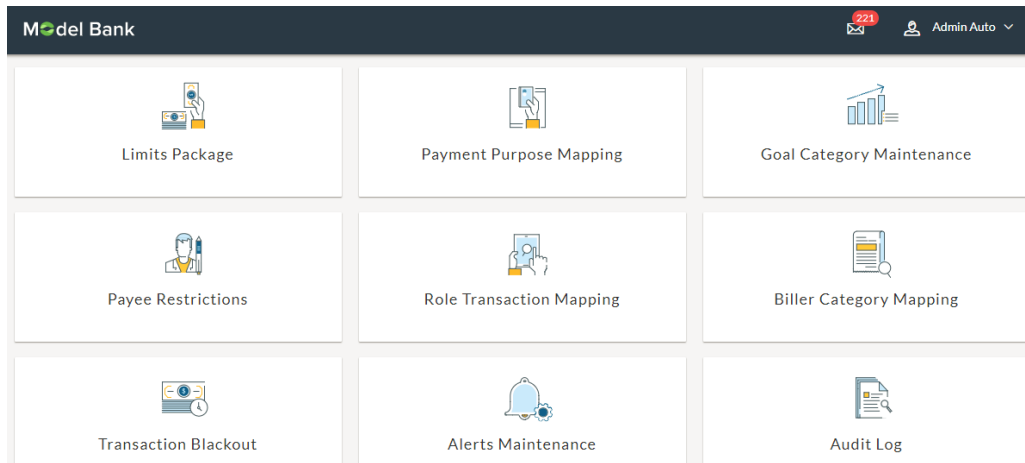 Model Bank
221
Admin Auto
Limits Package
Payment Purpose Mapping
Goal Category Maintenance
Payee Restrictions
Role Transaction Mapping
Biller Category Mapping
Transaction Blackout
Alerts Maintenance
Audit Log